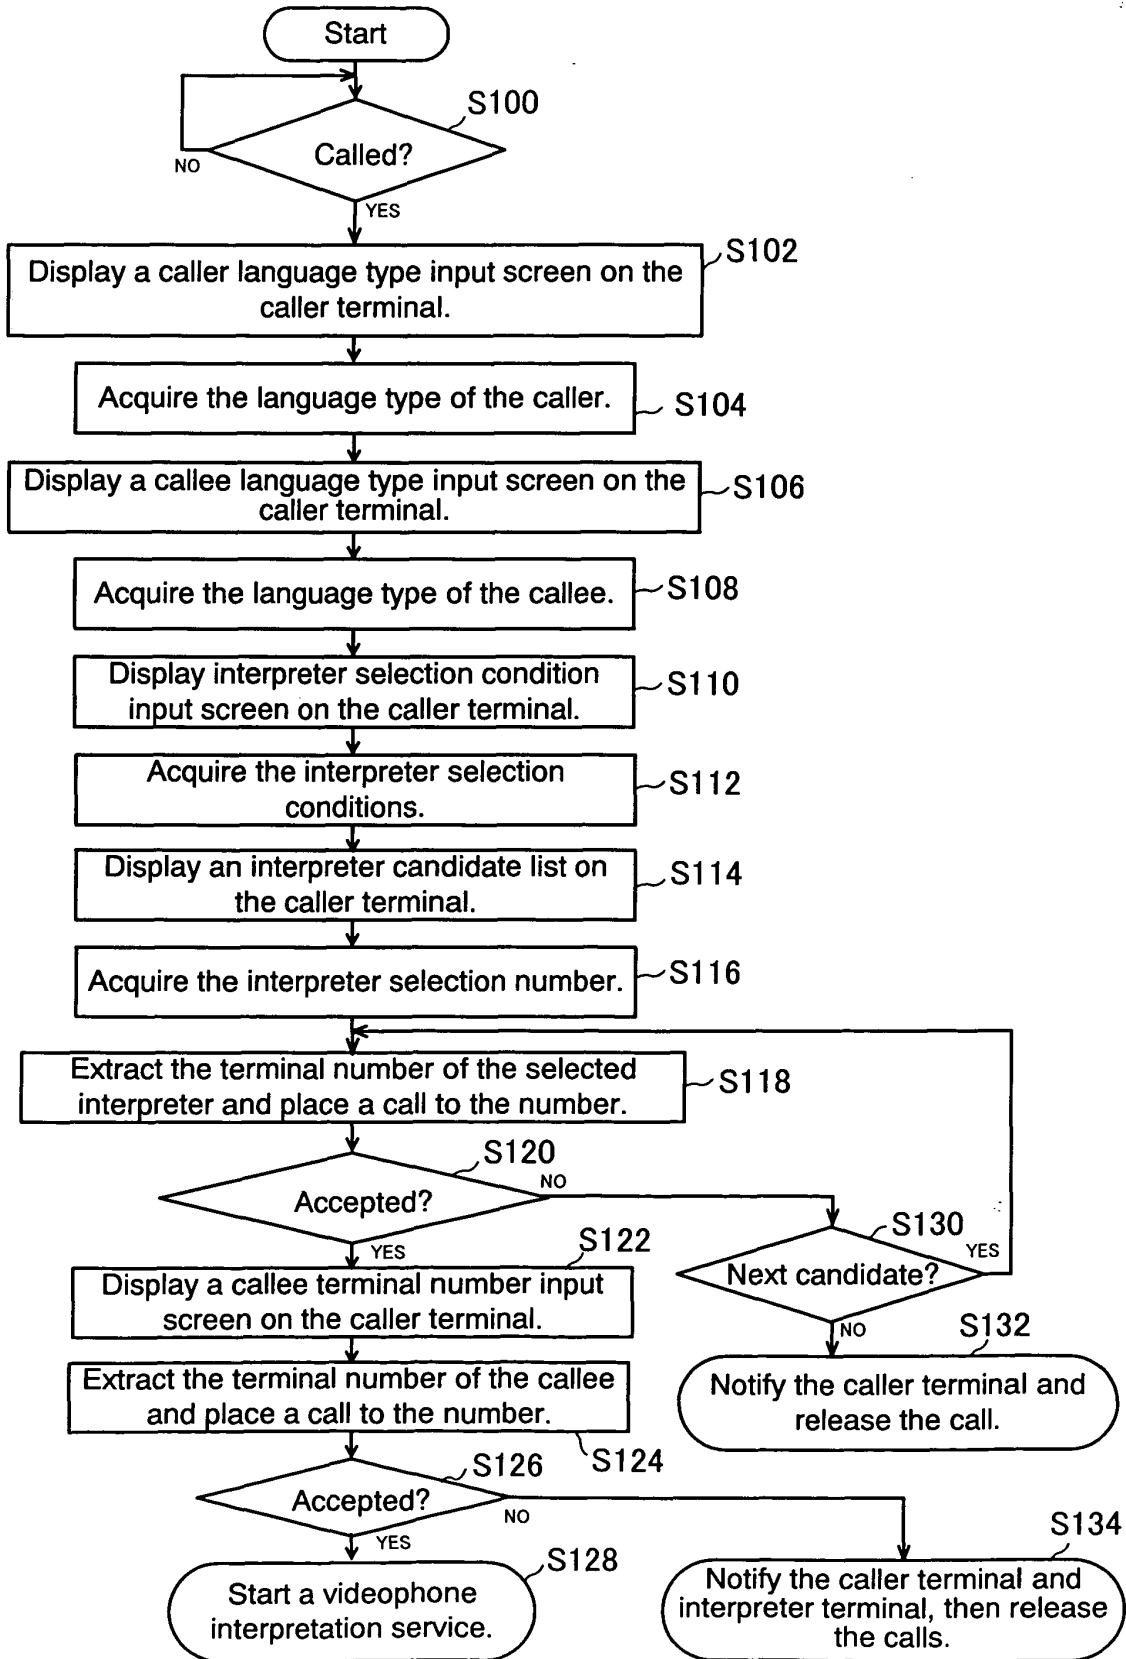 Start
S100
Called?
NO
YES
S102
Display a caller language type input screen on the
caller terminal.
Acquire the language type of the caller.
S104
Display a callee language type input screen on the
caller terminal.
S106
Acquire the language type of the callee.
S108
Display interpreter selection condition
input screen on the caller terminal.
S110
Acquire the interpreter selection
conditions.
S112
Display an interpreter candidate list on
the caller terminal.
S114
Acquire the interpreter selection number.
S116
Extract the terminal number of the selected
interpreter and place a call to the number.
S118
S120
Accepted?
NO
YES
S130
Next candidate?
YES
NO
S122
Display a callee terminal number input
screen on the caller terminal.
S132
Notify the caller terminal and
release the call.
Extract the terminal number of the callee
and place a call to the number.
S124
S126
Accepted?
NO
YES
S128
Start a videophone
interpretation service.
S134
Notify the caller terminal and
interpreter terminal, then release
the calls.